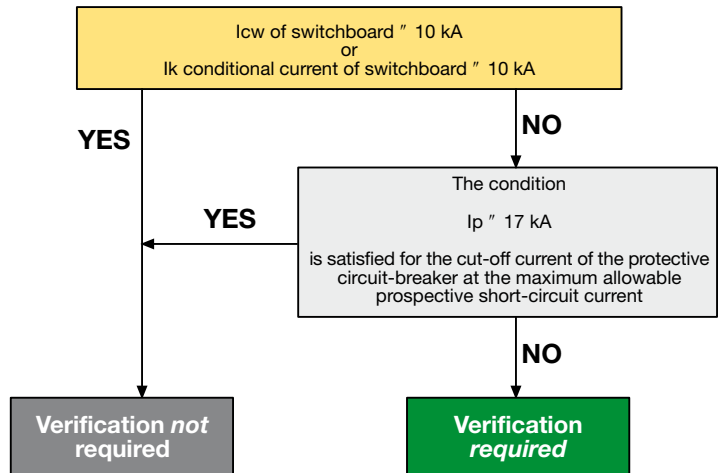 Icw of switchboard ″ 10 kA
or
Ik conditional current of switchboard ″ 10 kA
YES
NO
The condition
Ip ″ 17 kA
is satisfied for the cut-off current of the protective
circuit-breaker at the maximum allowable
prospective short-circuit current
YES
NO
Verification not
required
Verification
required